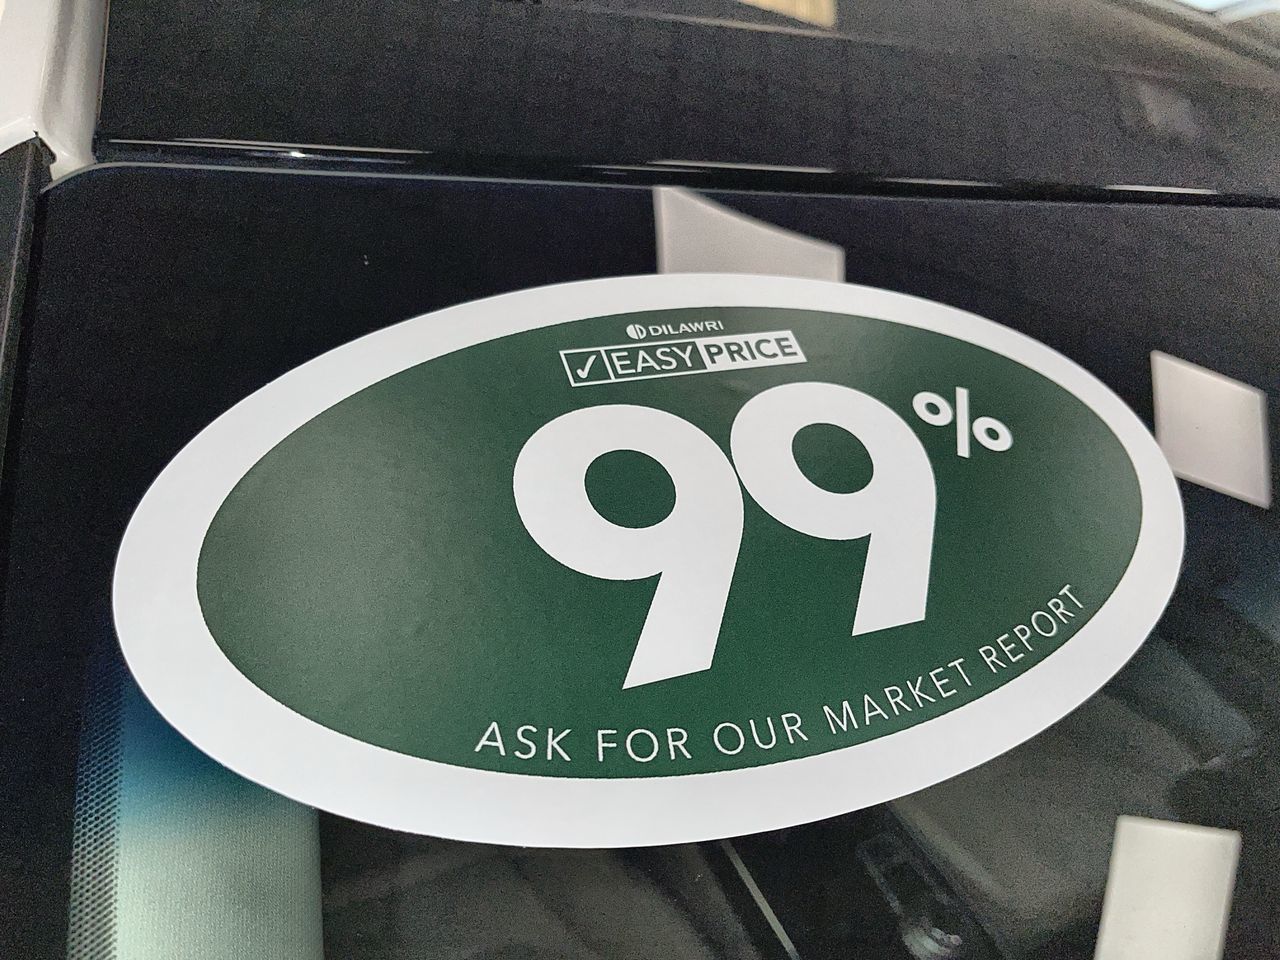 DILAWRI
✓ EASY PRICE
99%
ASK FOR OUR MARKET REPORT